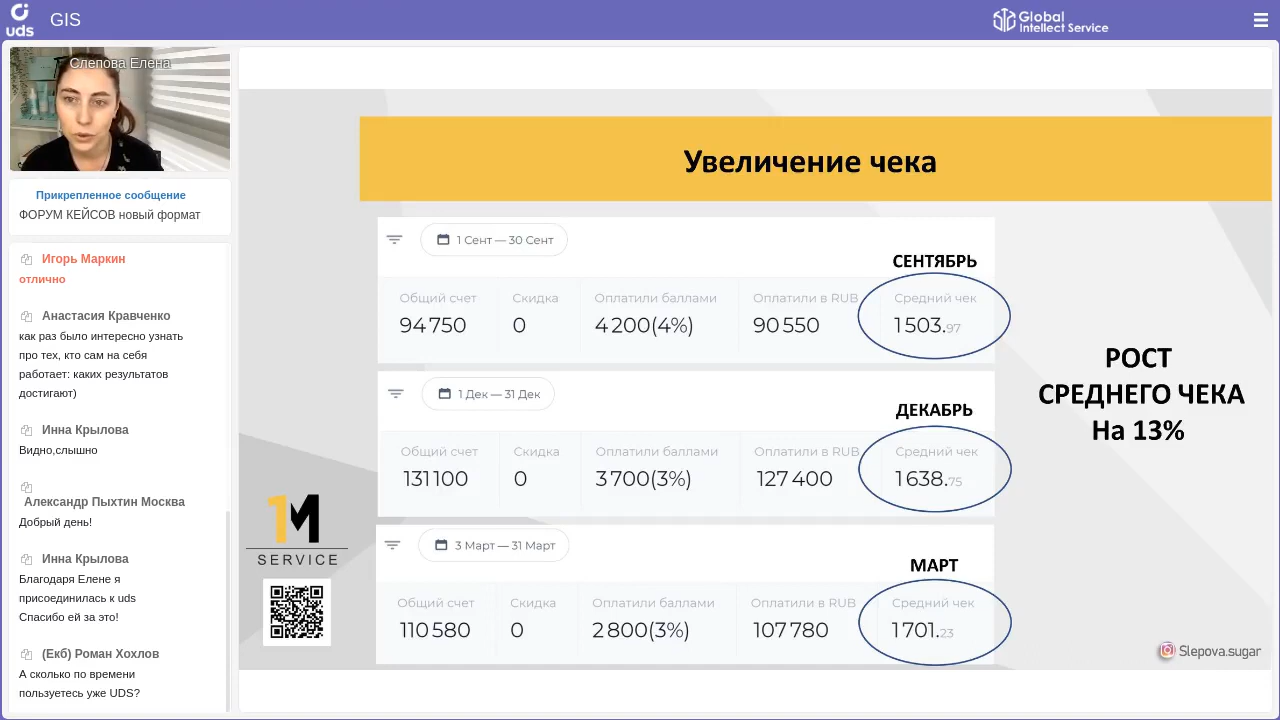 uds
GIS
Global
Intellect Service
Слепова Елена
Прикрепленное сообщение
ФОРУМ КЕЙСОВ новый формат
Игорь Маркин
отлично
Анастасия Кравченко
как раз было интересно узнать
про тех, кто сам на себя
работает: каких результатов
достигают)
Инна Крылова
Видно,слышно
Александр Пыхтин Москва
Добрый день!
Инна Крылова
Благодаря Елене я
присоединилась к uds
Спасибо ей за это!
(Екб) Роман Хохлов
А сколько по времени
пользуетесь уже UDS?
Увеличение чека
1 Сент — 30 Сент
СЕНТЯБРЬ
Общий счет Скидка Оплатили баллами Оплатили в RUB Средний чек
94 750 0 4 200(4%) 90 550 1 503.97
1 Дек — 31 Дек
ДЕКАБРЬ
Общий счет Скидка Оплатили баллами Оплатили в RUB Средний чек
131 100 0 3 700(3%) 127 400 1 638.75
3 Март — 31 Март
МАРТ
Общий счет Скидка Оплатили баллами Оплатили в RUB Средний чек
110 580 0 2 800(3%) 107 780 1 701.23
РОСТ
СРЕДНЕГО ЧЕКА
На 13%
1M
SERVICE
Slepova.sugar